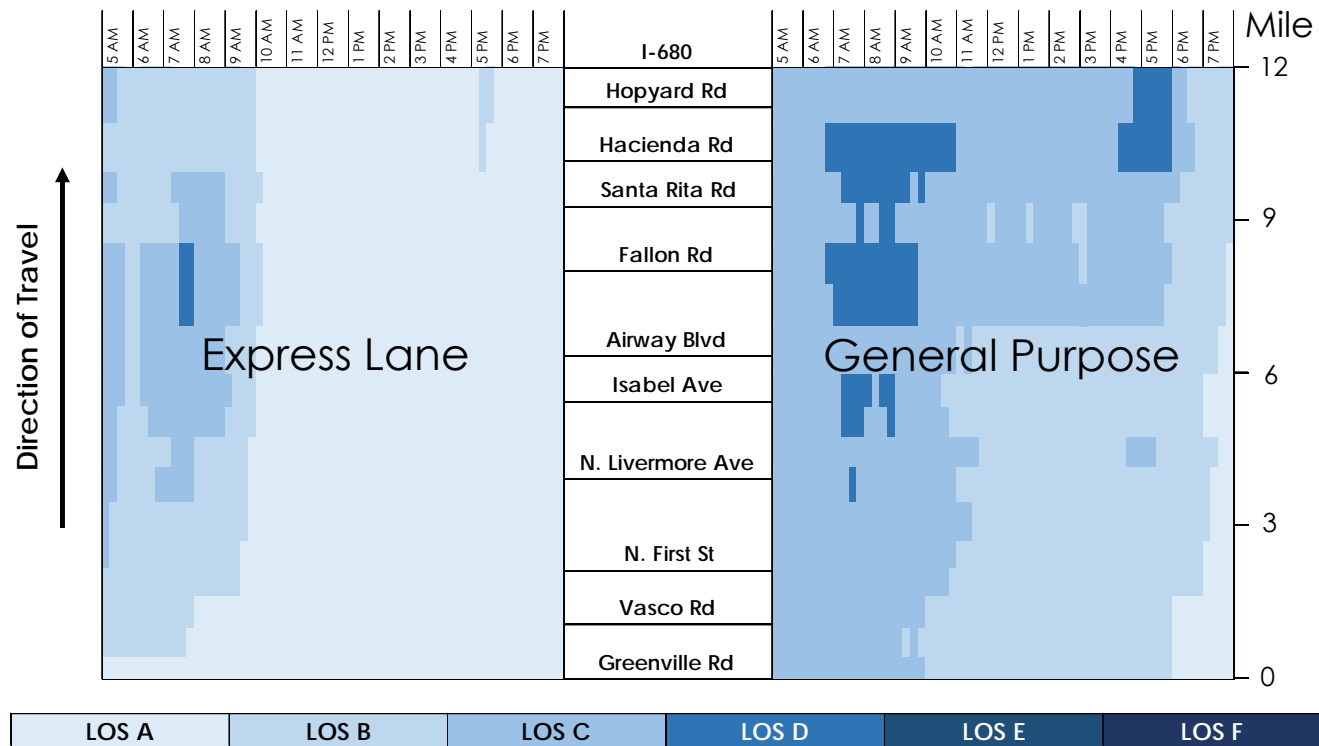 5 AM 6 AM 7 AM 8 AM 9 AM 10 AM 11 AM 12 PM 1 PM 2 PM 3 PM 4 PM 5 PM 6 PM 7 PM
I-680
5 AM 6 AM 7 AM 8 AM 9 AM 10 AM 11 AM 12 PM 1 PM 2 PM 3 PM 4 PM 5 PM 6 PM 7 PM
Mile
12
Hopyard Rd
Hacienda Rd
Santa Rita Rd
9
Fallon Rd
Direction of Travel
Airway Blvd
Express Lane
General Purpose
6
Isabel Ave
N. Livermore Ave
3
N. First St
Vasco Rd
Greenville Rd
0
LOS A LOS B LOS C LOS D LOS E LOS F